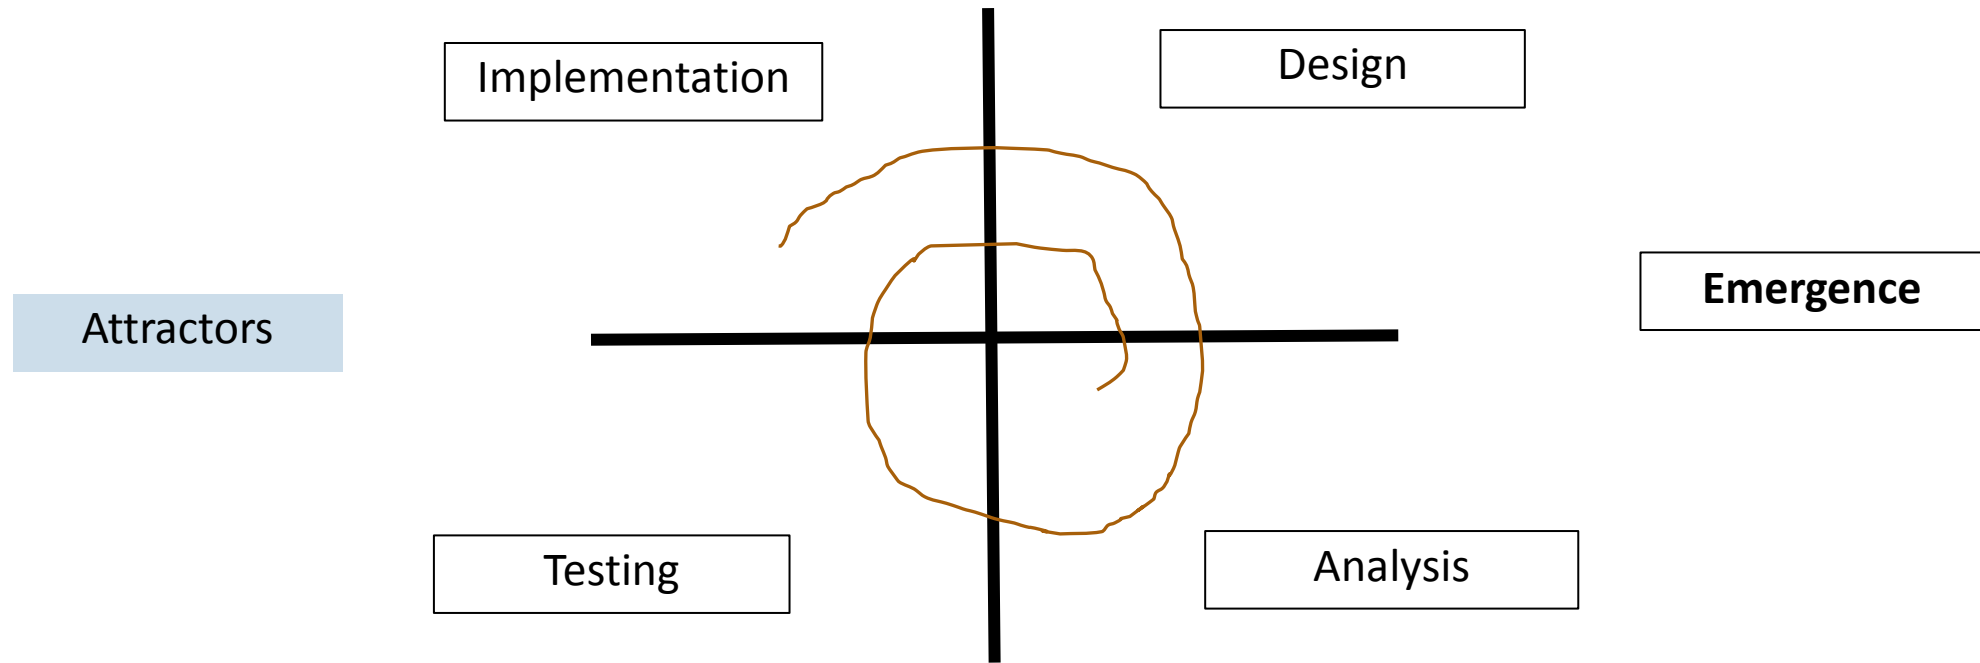 Implementation
Design
Attractors
Emergence
Testing
Analysis